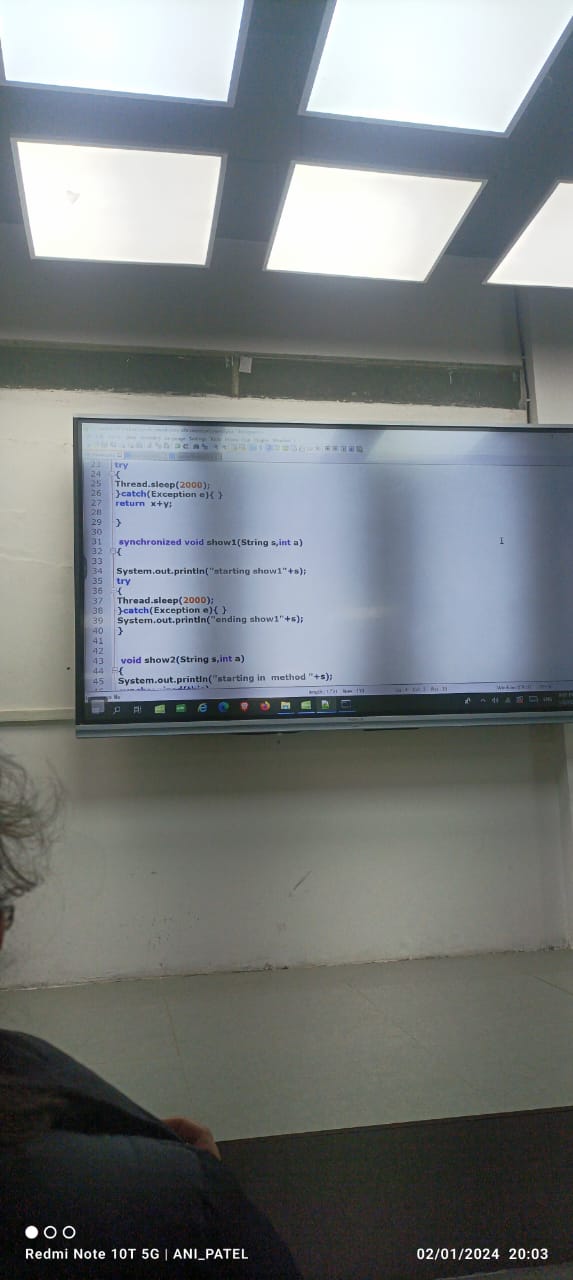 23 try
24 {
25 Thread.sleep(2000);
26 }catch(Exception e){ }
27 return x+y;
28
29 }
30
31 synchronized void show1(String s,int a)
32 {
33
34 System.out.println("starting show1"+s);
35 try
36 {
37 Thread.sleep(2000);
38 }catch(Exception e){ }
39 System.out.println("ending show1"+s);
40 }
41
42
43 void show2(String s,int a)
44 {
45 System.out.println("starting in method "+s);
Redmi Note 10T 5G | ANI_PATEL
02/01/2024 20:03